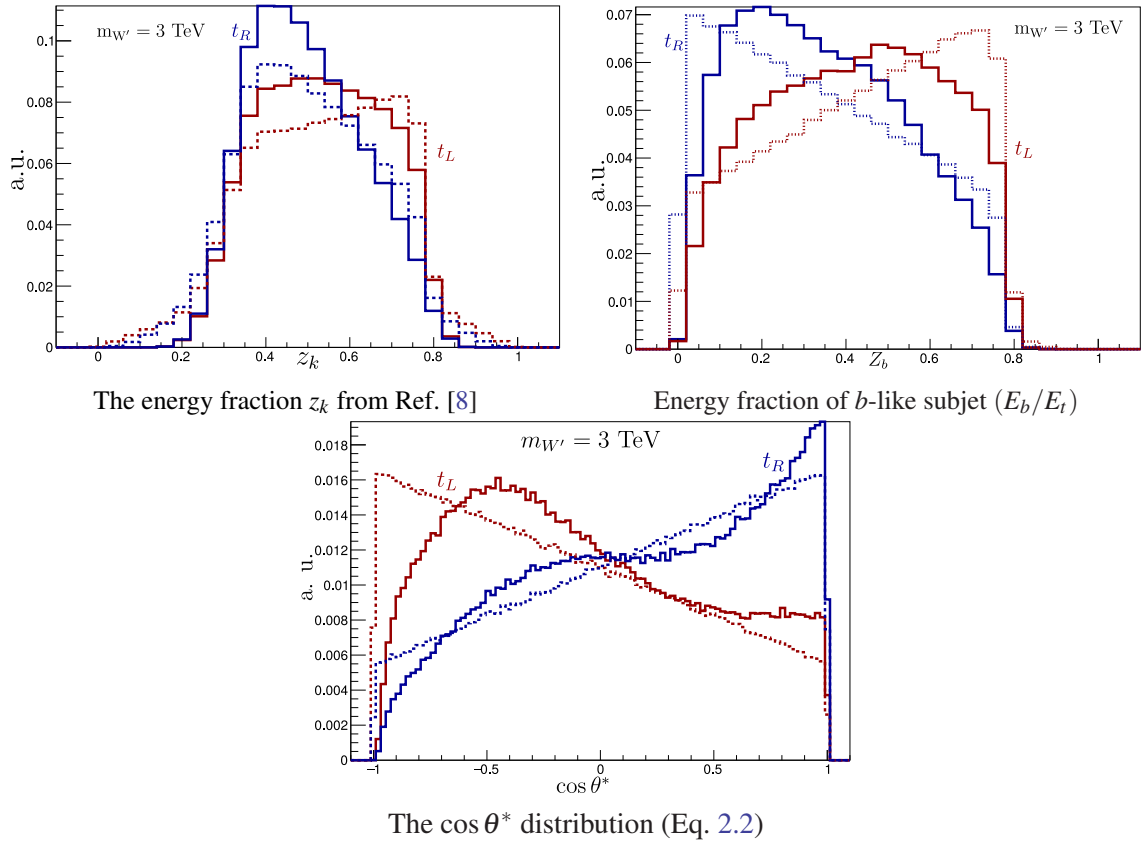 m_{W'} = 3 TeV
t_R
t_L
a.u.
0.1
0.08
0.06
0.04
0.02
0
0 0.2 0.4 0.6 0.8 1
z_k
The energy fraction z_k from Ref. [8]
m_{W'} = 3 TeV
t_R
t_L
a.u.
0.07
0.06
0.05
0.04
0.03
0.02
0.01
0
0 0.2 0.4 0.6 0.8 1
Z_b
Energy fraction of b-like subjet (E_b/E_t)
m_{W'} = 3 TeV
t_L
t_R
a. u.
0.018
0.016
0.014
0.012
0.01
0.008
0.006
0.004
0.002
0
−1 −0.5 0 0.5 1
cos θ*
The cos θ* distribution (Eq. 2.2)